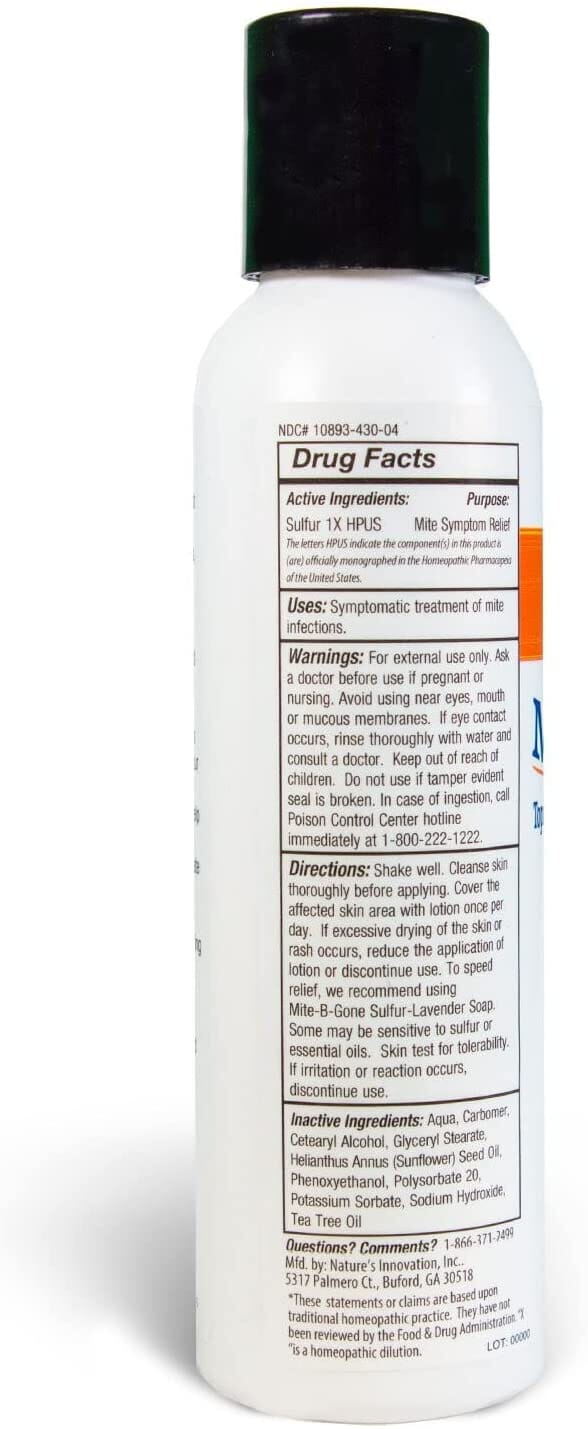 NDC# 10893-430-04
Drug Facts
Active Ingredients: Purpose:
Sulfur 1X HPUS Mite Symptom Relief
The letters HPUS indicate the component(s) in this product is
(are) officially monographed in the Homeopathic Pharmacopeia
of the United States.
Uses: Symptomatic treatment of mite
infections.
Warnings: For external use only. Ask
a doctor before use if pregnant or
nursing. Avoid using near eyes, mouth
or mucous membranes. If eye contact
occurs, rinse thoroughly with water and
consult a doctor. Keep out of reach of
children. Do not use if tamper evident
seal is broken. In case of ingestion, call
Poison Control Center hotline
immediately at 1-800-222-1222.
Directions: Shake well. Cleanse skin
thoroughly before applying. Cover the
affected skin area with lotion once per
day. If excessive drying of the skin or
rash occurs, reduce the application of
lotion or discontinue use. To speed
relief, we recommend using
Mite-B-Gone Sulfur-Lavender Soap.
Some may be sensitive to sulfur or
essential oils. Skin test for tolerability.
If irritation or reaction occurs,
discontinue use.
Inactive Ingredients: Aqua, Carbomer,
Cetearyl Alcohol, Glyceryl Stearate,
Helianthus Annus (Sunflower) Seed Oil,
Phenoxyethanol, Polysorbate 20,
Potassium Sorbate, Sodium Hydroxide,
Tea Tree Oil
Questions? Comments? 1-866-371-7499
Mfd. by: Nature's Innovation, Inc..
5317 Palmero Ct., Buford, GA 30518
*These statements or claims are based upon
traditional homeopathic practice. They have not
been reviewed by the Food & Drug Administration. "X
"is a homeopathic dilution. LOT: 00000